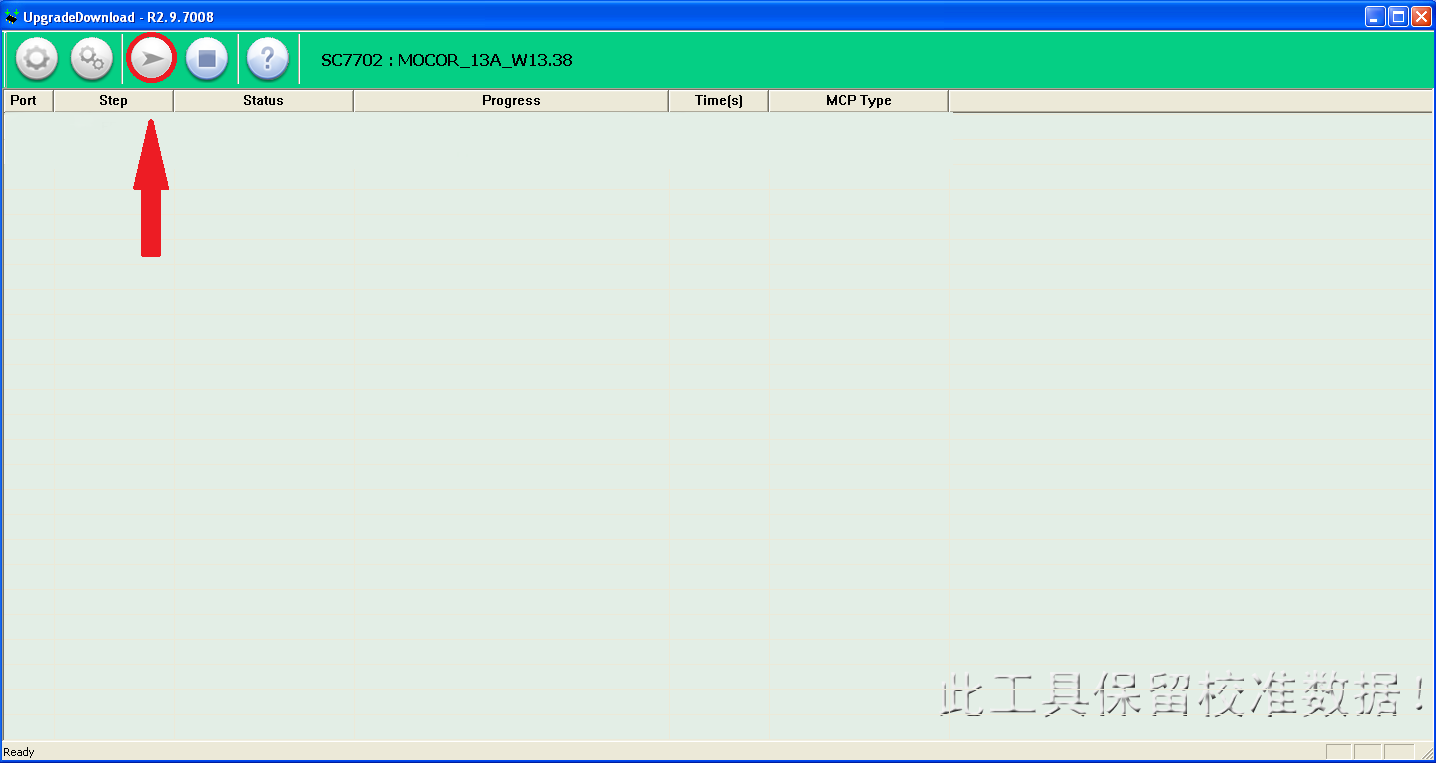 UpgradeDownload - R2.9.7008
SC7702 : MOCOR_13A_W13.38
Port Step Status Progress Time(s) MCP Type
此工具保留校准数据！
Ready